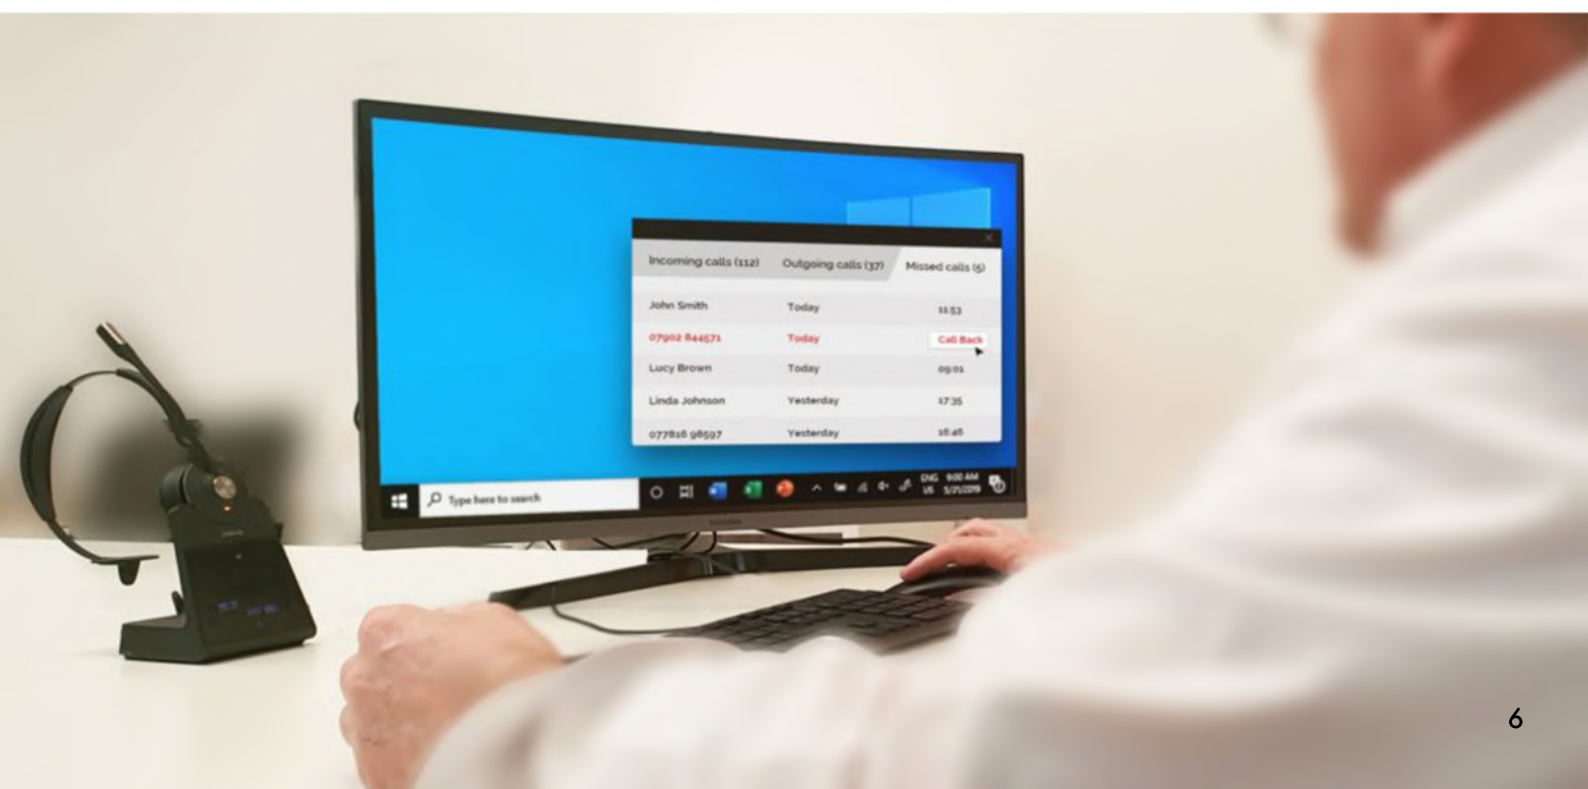 Incoming calls (112) Outgoing calls (37) Missed calls (5)
John Smith Today 11:53
07902 844571 Today Call Back
Lucy Brown Today 09:01
Linda Johnson Yesterday 17:35
077816 98597 Yesterday 16:46
Type here to search
ENG 9:00 AM
US 5/21/2019
6